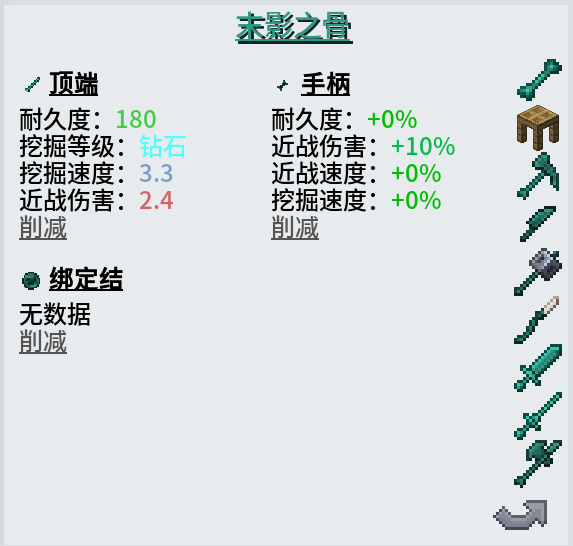 末影之骨
顶端
耐久度：180
挖掘等级：钻石
挖掘速度：3.3
近战伤害：2.4
削减
手柄
耐久度：+0%
近战伤害：+10%
近战速度：+0%
挖掘速度：+0%
削减
绑定结
无数据
削减